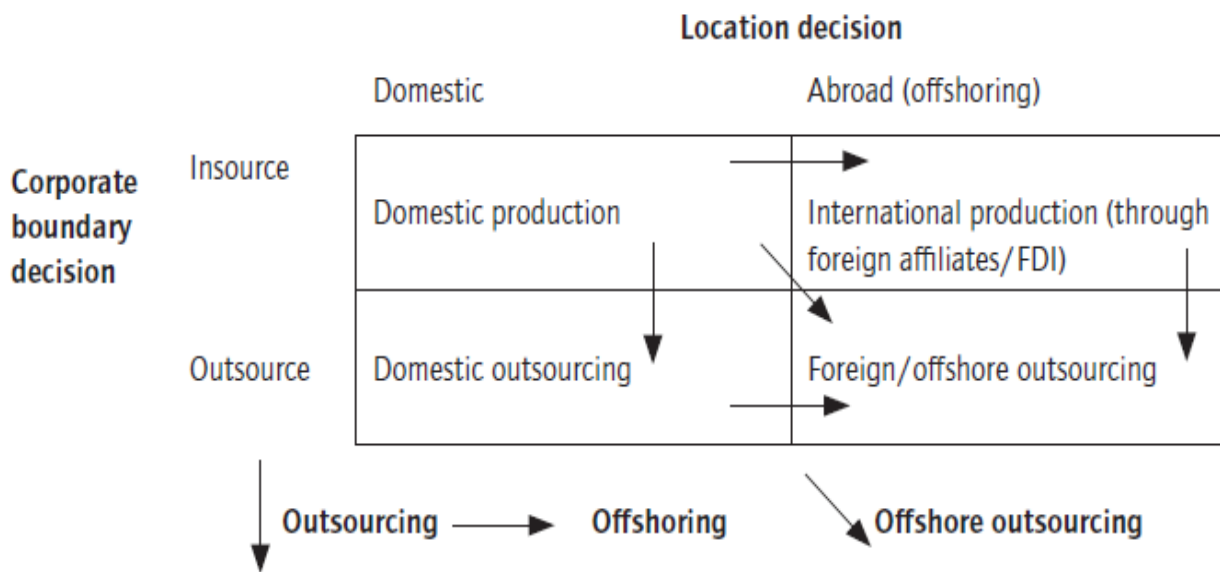 Location decision
Domestic
Abroad (offshoring)
Corporate
boundary
decision
Insource
Domestic production
International production (through
foreign affiliates/FDI)
Outsource
Domestic outsourcing
Foreign/offshore outsourcing
Outsourcing
Offshoring
Offshore outsourcing